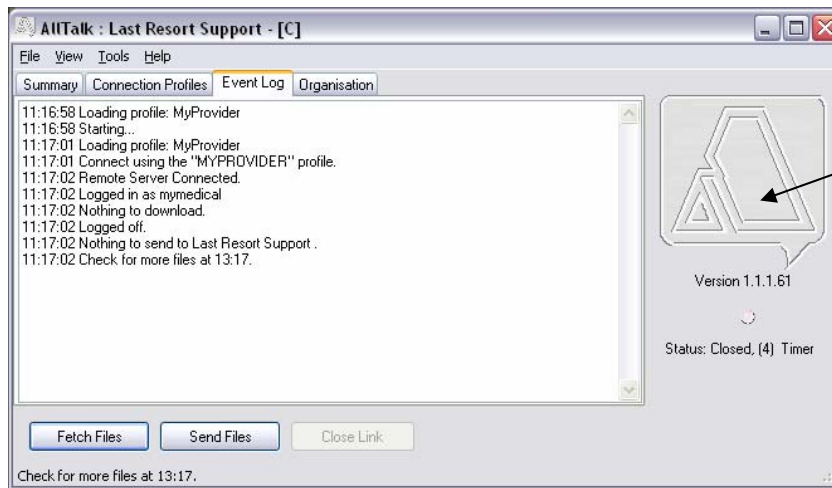 AllTalk : Last Resort Support - [C]
File View Tools Help
Summary Connection Profiles Event Log Organisation
11:16:58 Loading profile: MyProvider
11:16:58 Starting...
11:17:01 Loading profile: MyProvider
11:17:01 Connect using the "MYPROVIDER" profile.
11:17:02 Remote Server Connected.
11:17:02 Logged in as mymedical
11:17:02 Nothing to download.
11:17:02 Logged off.
11:17:02 Nothing to send to Last Resort Support .
11:17:02 Check for more files at 13:17.
Version 1.1.1.61
Status: Closed, (4) Timer
Fetch Files Send Files Close Link
Check for more files at 13:17.